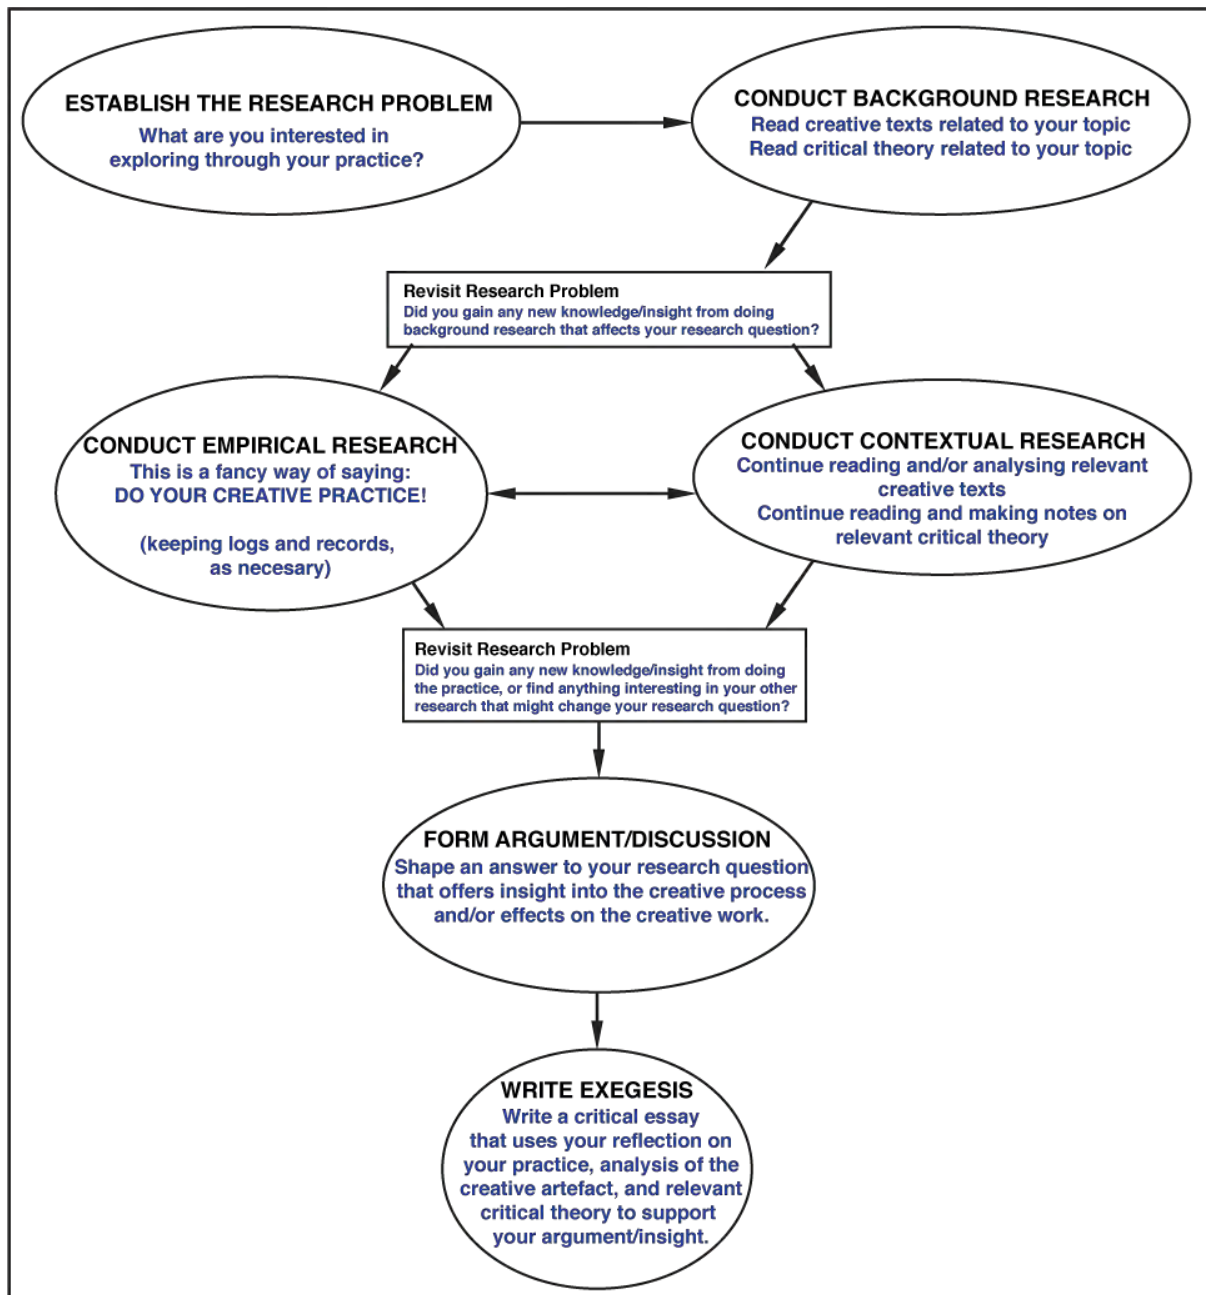 ESTABLISH THE RESEARCH PROBLEM
What are you interested in
exploring through your practice?
CONDUCT BACKGROUND RESEARCH
Read creative texts related to your topic
Read critical theory related to your topic
Revisit Research Problem
Did you gain any new knowledge/insight from doing
background research that affects your research question?
CONDUCT EMPIRICAL RESEARCH
This is a fancy way of saying:
DO YOUR CREATIVE PRACTICE!
(keeping logs and records,
as necesary)
CONDUCT CONTEXTUAL RESEARCH
Continue reading and/or analysing relevant
creative texts
Continue reading and making notes on
relevant critical theory
Revisit Research Problem
Did you gain any new knowledge/insight from doing
the practice, or find anything interesting in your other
research that might change your research question?
FORM ARGUMENT/DISCUSSION
Shape an answer to your research question
that offers insight into the creative process
and/or effects on the creative work.
WRITE EXEGESIS
Write a critical essay
that uses your reflection on
your practice, analysis of the
creative artefact, and relevant
critical theory to support
your argument/insight.